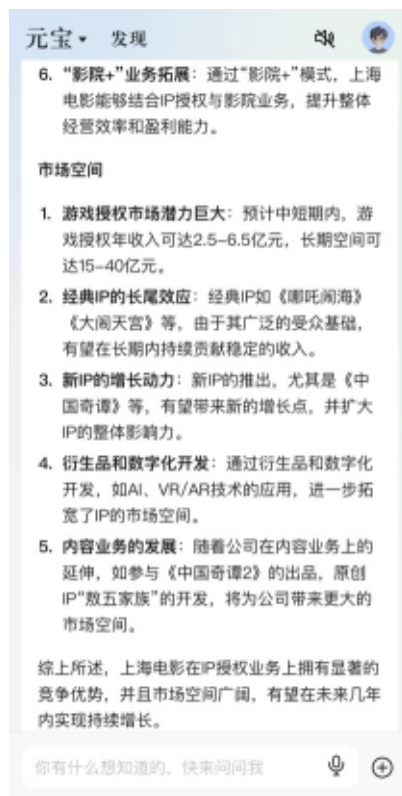 元宝 发现
6. “影院+”业务拓展：通过“影院+”模式，上海
电影能够结合IP授权与影院业务，提升整体
经营效率和盈利能力。
市场空间
1. 游戏授权市场潜力巨大：预计中短期内，游
戏授权年收入可达2.5-6.5亿元，长期空间可
达15-40亿元。
2. 经典IP的长尾效应：经典IP如《哪吒闹海》
《大闹天宫》等，由于其广泛的受众基础，
有望在长期内持续贡献稳定的收入。
3. 新IP的增长动力：新IP的推出，尤其是《中
国奇谭》等，有望带来新的增长点，并扩大
IP的整体影响力。
4. 衍生品和数字化开发：通过衍生品和数字化
开发，如AI、VR/AR技术的应用，进一步拓
宽了IP的市场空间。
5. 内容业务的发展：随着公司在内容业务上的
延伸，如参与《中国奇谭2》的出品，原创
IP“敖五家族”的开发，将为公司带来更大的
市场空间。
综上所述，上海电影在IP授权业务上拥有显著的
竞争优势，并且市场空间广阔，有望在未来几年
内实现持续增长。
你有什么想知道的，快来问问我